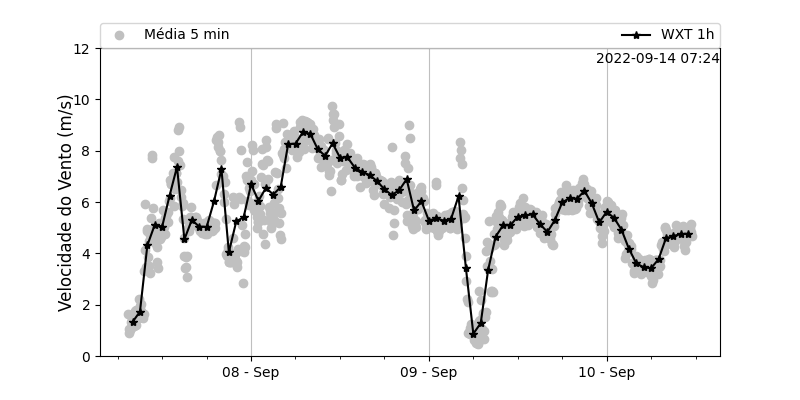 Média 5 min
WXT 1h
2022-09-14 07:24
Velocidade do Vento (m/s)
12
10
8
6
4
2
0
08 - Sep
09 - Sep
10 - Sep